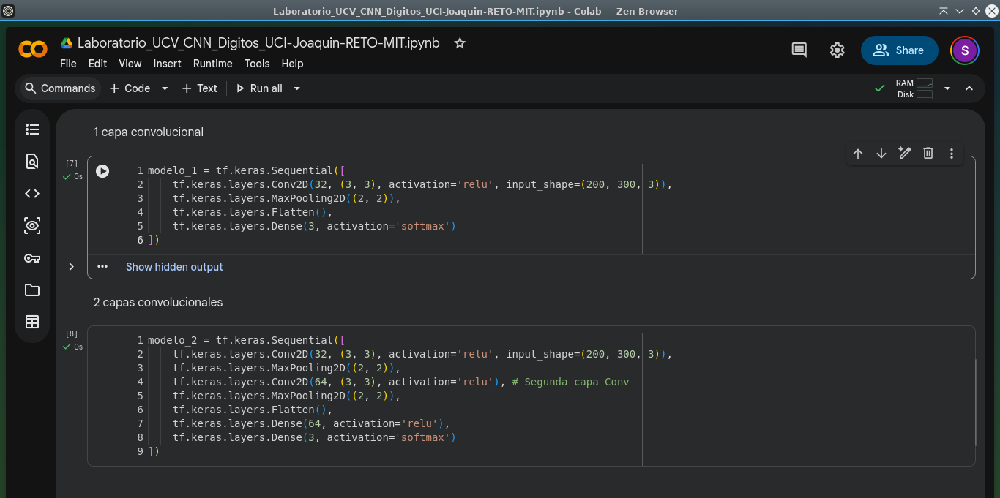 Laboratorio_UCV_CNN_Digitos_UCI-Joaquin-RETO-MIT.ipynb - Colab — Zen Browser
Laboratorio_UCV_CNN_Digitos_UCI-Joaquin-RETO-MIT.ipynb
Share
S
File Edit View Insert Runtime Tools Help
Commands + Code + Text Run all
RAM
Disk
1 capa convolucional
[7]
0s
1 modelo_1 = tf.keras.Sequential([
2     tf.keras.layers.Conv2D(32, (3, 3), activation='relu', input_shape=(200, 300, 3)),
3     tf.keras.layers.MaxPooling2D((2, 2)),
4     tf.keras.layers.Flatten(),
5     tf.keras.layers.Dense(3, activation='softmax')
6 ])
Show hidden output
2 capas convolucionales
[8]
0s
1 modelo_2 = tf.keras.Sequential([
2     tf.keras.layers.Conv2D(32, (3, 3), activation='relu', input_shape=(200, 300, 3)),
3     tf.keras.layers.MaxPooling2D((2, 2)),
4     tf.keras.layers.Conv2D(64, (3, 3), activation='relu'), # Segunda capa Conv
5     tf.keras.layers.MaxPooling2D((2, 2)),
6     tf.keras.layers.Flatten(),
7     tf.keras.layers.Dense(64, activation='relu'),
8     tf.keras.layers.Dense(3, activation='softmax')
9 ])